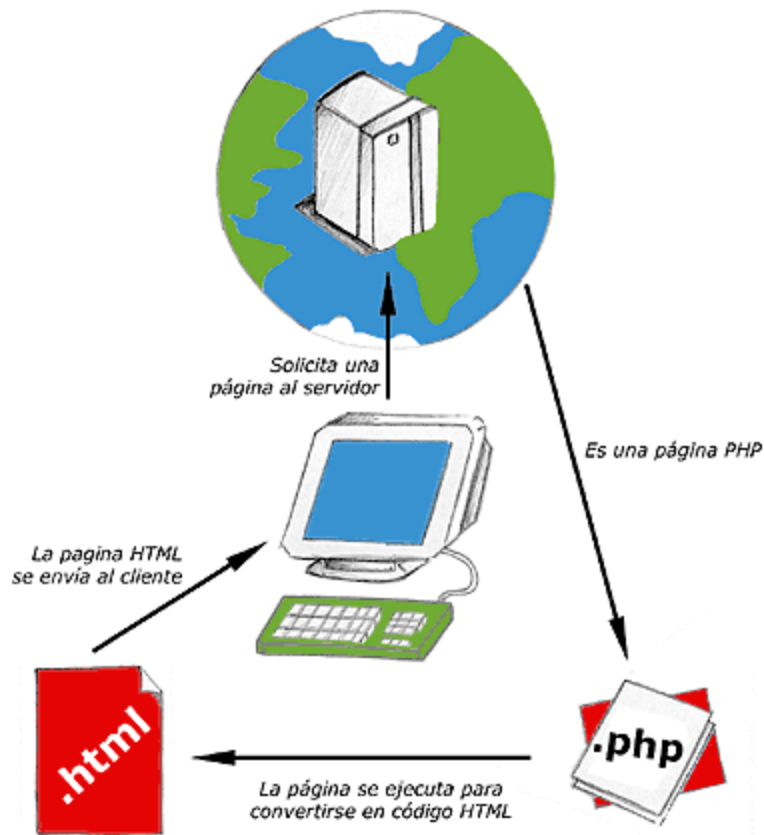 Solicita una
página al servidor
Es una página PHP
La pagina HTML
se envía al cliente
.html
.php
La página se ejecuta para
convertirse en código HTML